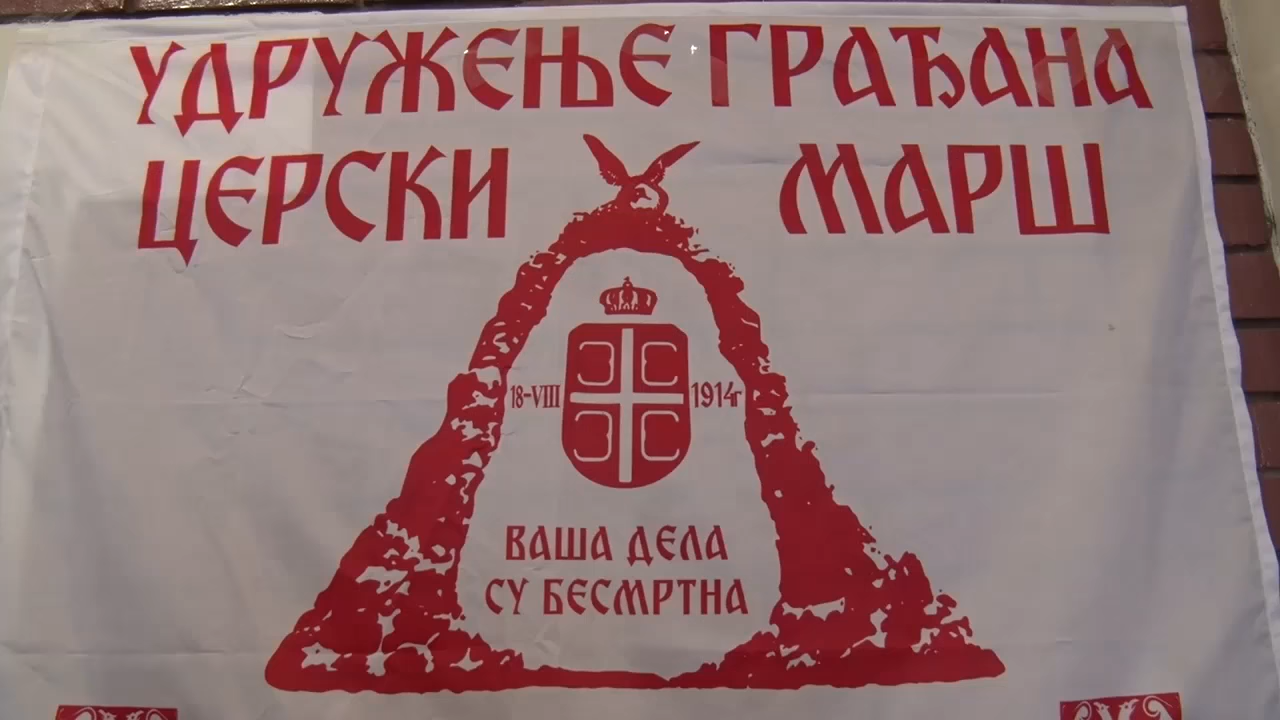 УДРУЖЕЊЕ ГРАЂАНА
ЦЕРСКИ МАРШ
18-VIII 1914г
ВАША ДЕЛА
СУ БЕСМРТНА